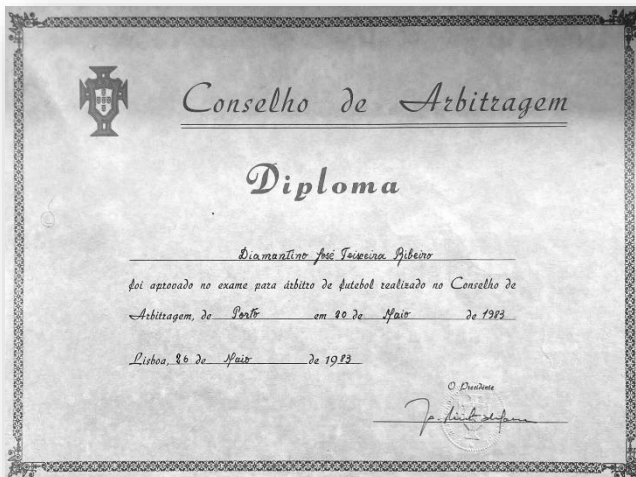 Conselho de Arbitragem
Diploma
Diamantino José Teixeira Ribeiro
foi aprovado no exame para árbitro de futebol realizado no Conselho de
Arbitragem, de Porto em 20 de Maio de 1983
Lisboa, 26 de Maio de 1983
O Presidente